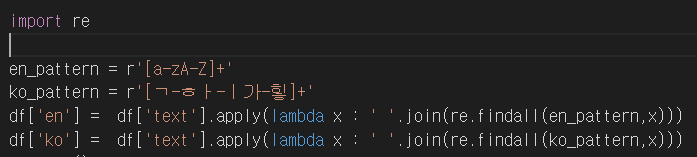 import re
en_pattern = r'[a-zA-Z]+'
ko_pattern = r'[ㄱ-ㅎㅏ-ㅣ가-힣]+'
df['en'] =  df['text'].apply(lambda x : ' '.join(re.findall(en_pattern,x)))
df['ko'] =  df['text'].apply(lambda x : ' '.join(re.findall(ko_pattern,x)))